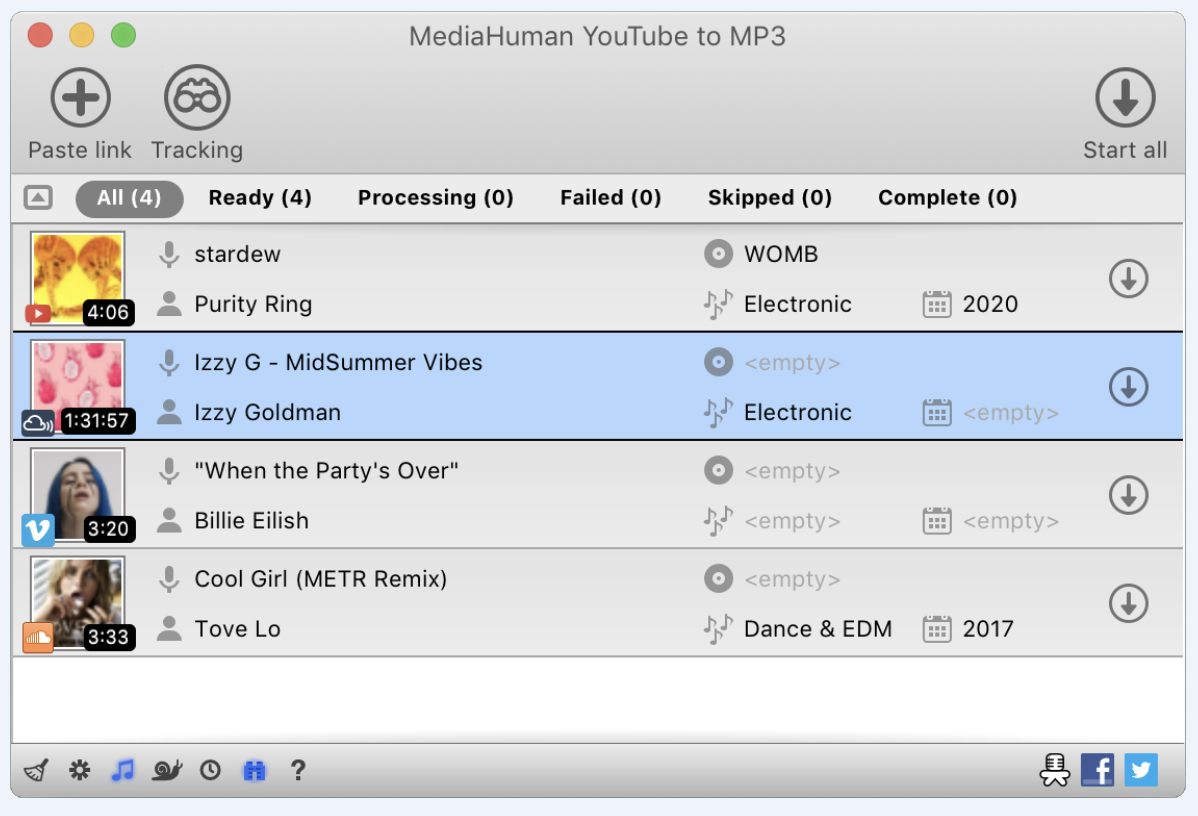 MediaHuman YouTube to MP3
Paste link Tracking Start all
All (4) Ready (4) Processing (0) Failed (0) Skipped (0) Complete (0)
stardew WOMB
4:06 Purity Ring Electronic 2020
Izzy G - MidSummer Vibes <empty>
1:31:57 Izzy Goldman Electronic <empty>
"When the Party's Over" <empty>
3:20 Billie Eilish <empty> <empty>
Cool Girl (METR Remix) <empty>
3:33 Tove Lo Dance & EDM 2017
?